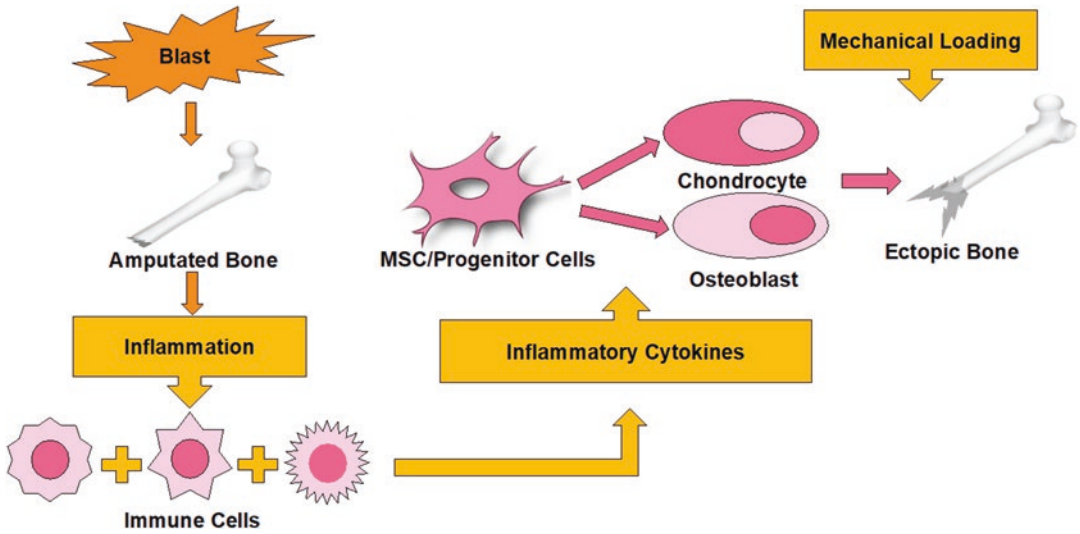 Blast
Amputated Bone
Inflammation
Immune Cells
Inflammatory Cytokines
MSC/Progenitor Cells
Chondrocyte
Osteoblast
Mechanical Loading
Ectopic Bone